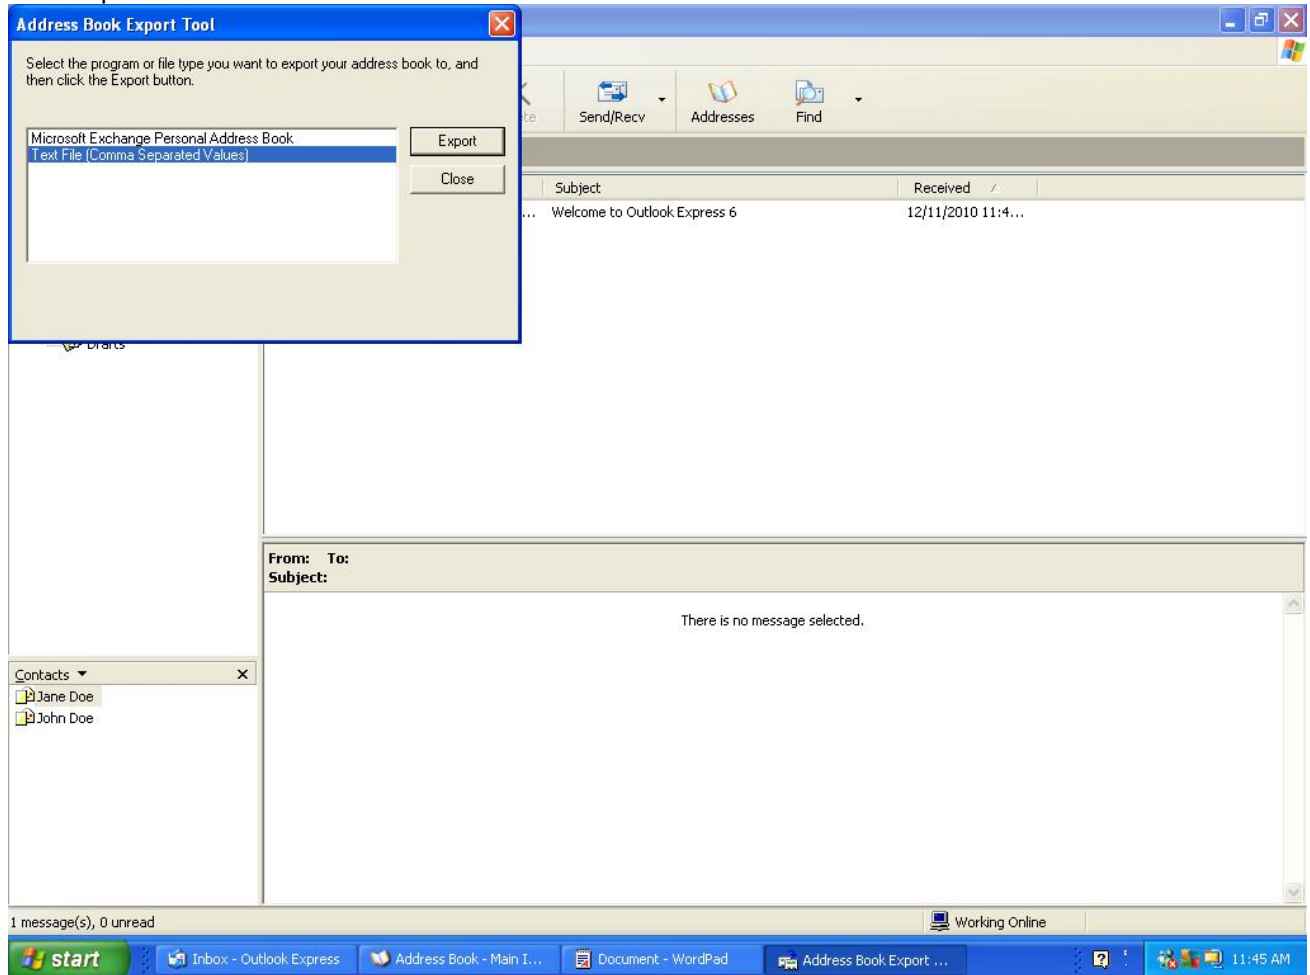 Address Book Export Tool
Select the program or file type you want to export your address book to, and
then click the Export button.
Microsoft Exchange Personal Address Book
Text File (Comma Separated Values)
Export
Close
Send/Recv
Addresses
Find
Subject
Received
... Welcome to Outlook Express 6
12/11/2010 11:4...
Drafts
From: To:
Subject:
There is no message selected.
Contacts
Jane Doe
John Doe
1 message(s), 0 unread
Working Online
start
Inbox - Outlook Express
Address Book - Main I...
Document - WordPad
Address Book Export ...
11:45 AM